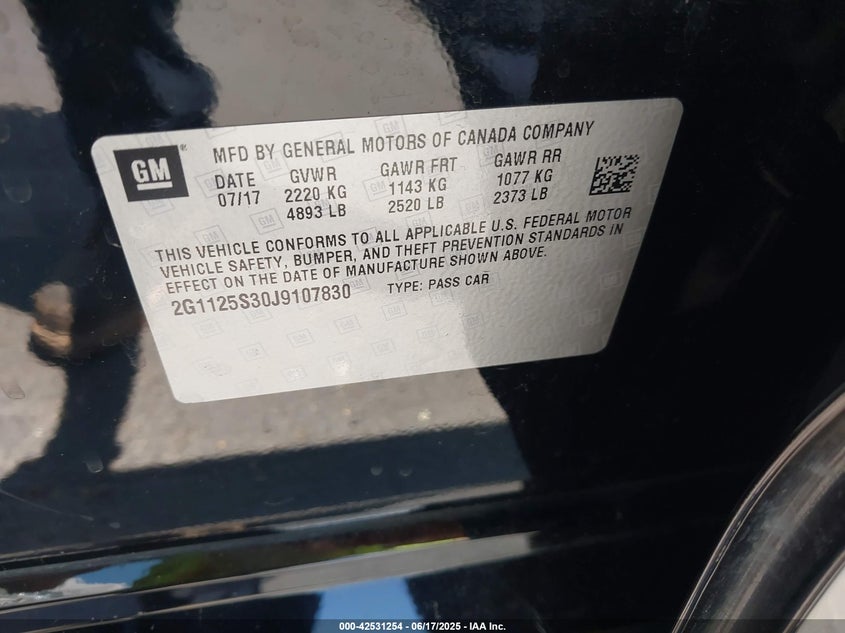 GM
MFD BY GENERAL MOTORS OF CANADA COMPANY
DATE GVWR GAWR FRT GAWR RR
07/17 2220 KG 1143 KG 1077 KG
4893 LB 2520 LB 2373 LB
THIS VEHICLE CONFORMS TO ALL APPLICABLE U.S. FEDERAL MOTOR
VEHICLE SAFETY, BUMPER, AND THEFT PREVENTION STANDARDS IN
EFFECT ON THE DATE OF MANUFACTURE SHOWN ABOVE.
2G1125S30J9107830 TYPE: PASS CAR
000-42531254 - 06/17/2025 - IAA Inc.